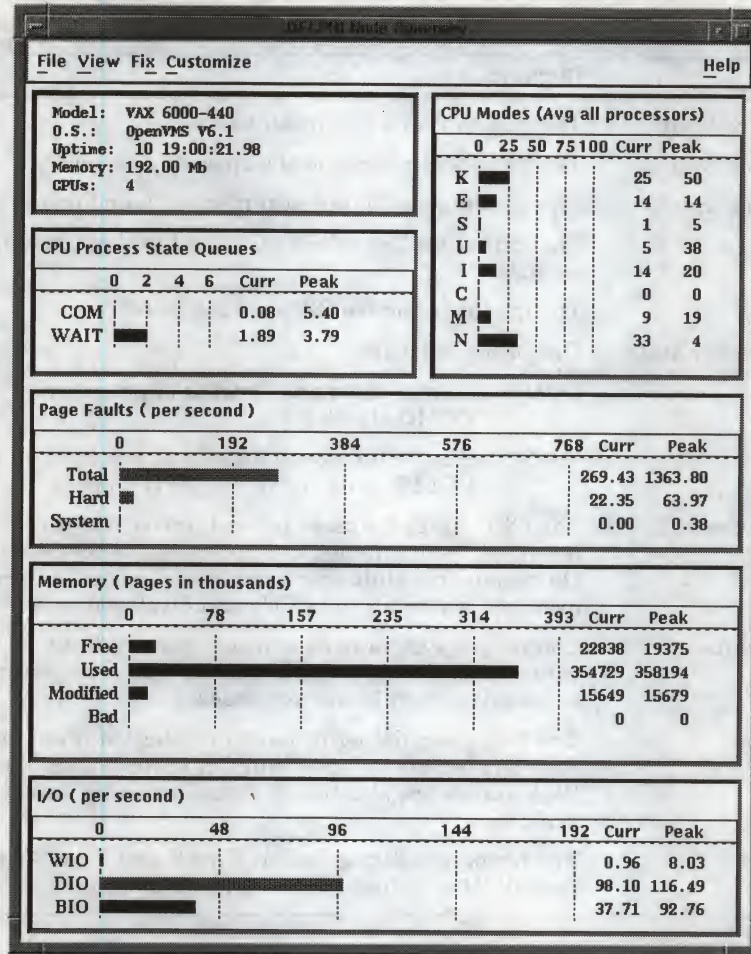 DELPHI Node Summary
File View Fix Customize Help
Model: VAX 6000-440
O.S.: OpenVMS V6.1
Uptime: 10 19:00:21.98
Memory: 192.00 Mb
CPUs: 4
CPU Modes (Avg all processors)
0 25 50 75 100 Curr Peak
K 25 50
E 14 14
S 1 5
U 5 38
I 14 20
C 0 0
M 9 19
N 33 4
CPU Process State Queues
0 2 4 6 Curr Peak
COM 0.08 5.40
WAIT 1.89 3.79
Page Faults ( per second )
0 192 384 576 768 Curr Peak
Total 269.43 1363.80
Hard 22.35 63.97
System 0.00 0.38
Memory ( Pages in thousands)
0 78 157 235 314 393 Curr Peak
Free 22838 19375
Used 354729 358194
Modified 15649 15679
Bad 0 0
I/O ( per second )
0 48 96 144 192 Curr Peak
WIO 0.96 8.03
DIO 98.10 116.49
BIO 37.71 92.76